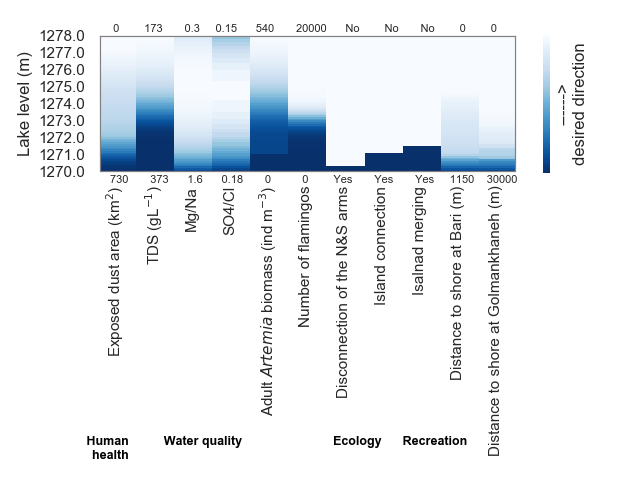 0 173 0.3 0.15 540 20000 No No No 0 0
1278.0
1277.0
1276.0
1275.0
1274.0
1273.0
1272.0
1271.0
1270.0
Lake level (m)
730 373 1.6 0.18 0 0 Yes Yes Yes 1150 30000
Exposed dust area (km²)
TDS (gL⁻¹)
Mg/Na
SO4/Cl
Adult Artemia biomass (ind m⁻³)
Number of flamingos
Disconnection of the N&S arms
Island connection
Isalnad merging
Distance to shore at Bari (m)
Distance to shore at Golmankhaneh (m)
----->
desired direction
Human
health
Water quality
Ecology
Recreation